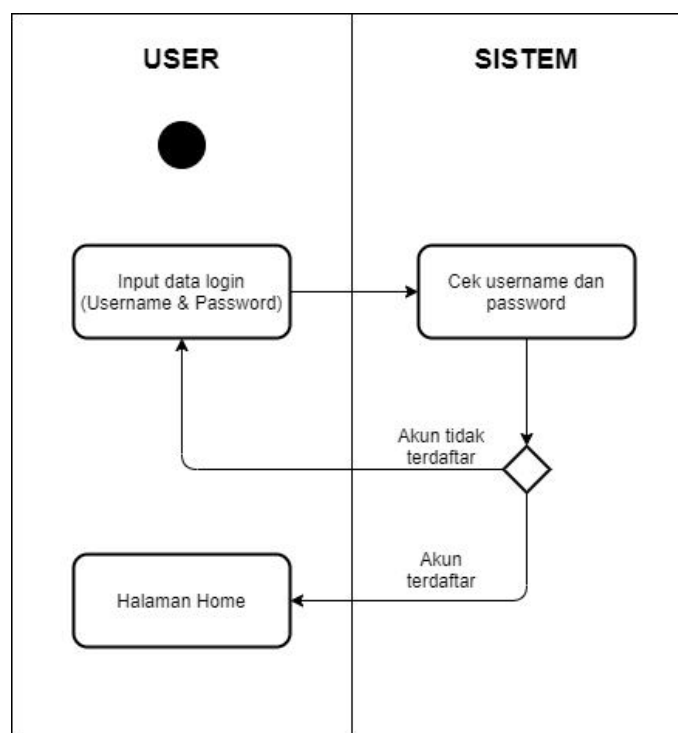 USER
SISTEM
Input data login
(Username & Password)
Cek username dan
password
Akun tidak
terdaftar
Akun
terdaftar
Halaman Home